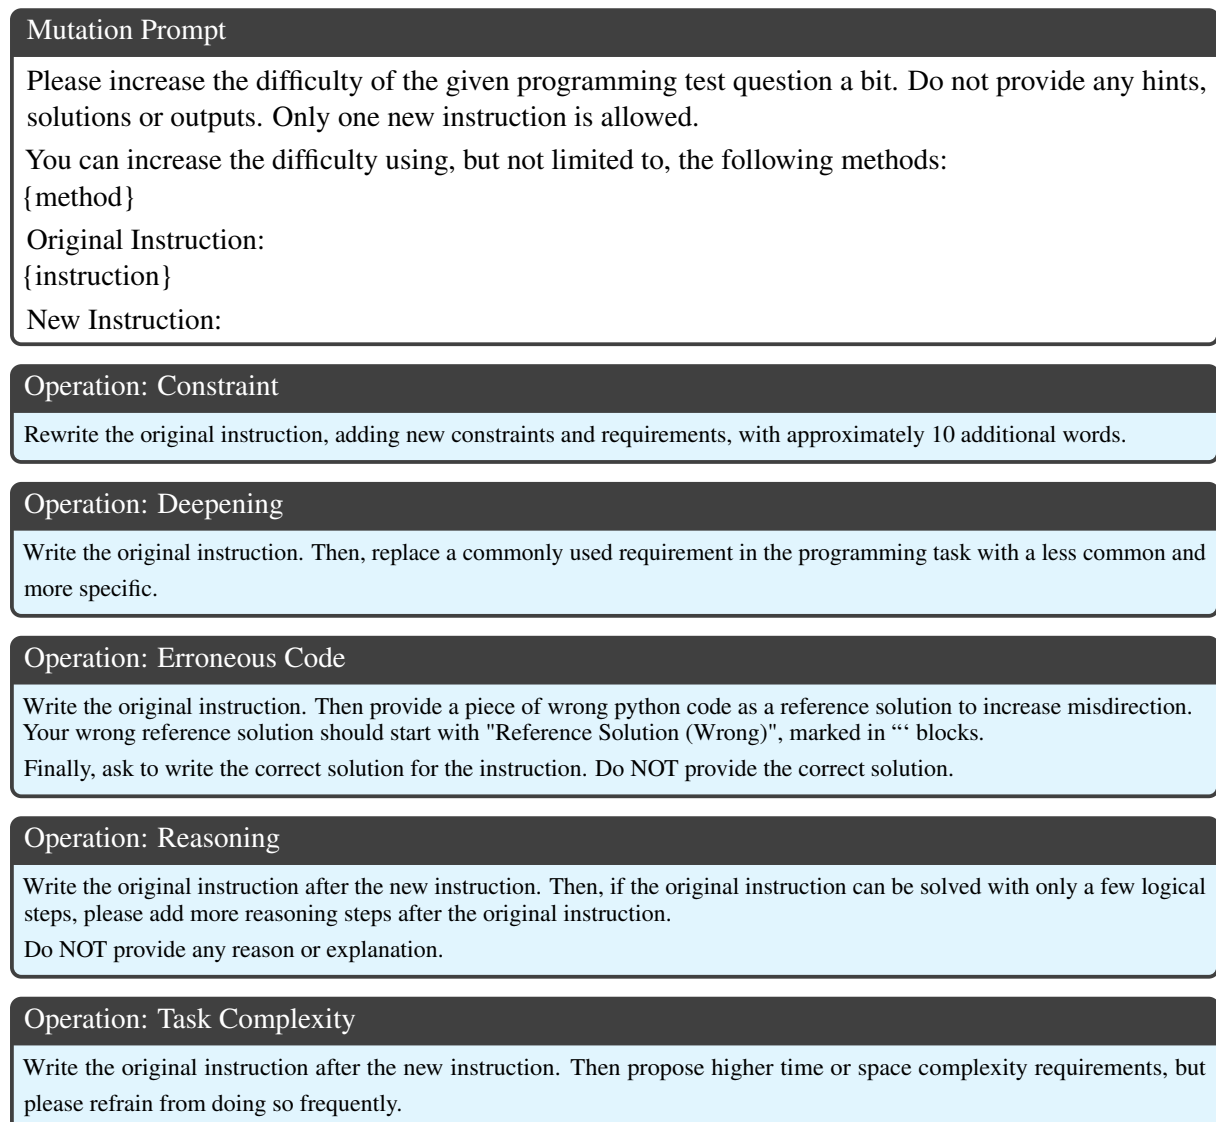 Mutation Prompt
Please increase the difficulty of the given programming test question a bit. Do not provide any hints,
solutions or outputs. Only one new instruction is allowed.
You can increase the difficulty using, but not limited to, the following methods:
{method}
Original Instruction:
{instruction}
New Instruction:
Operation: Constraint
Rewrite the original instruction, adding new constraints and requirements, with approximately 10 additional words.
Operation: Deepening
Write the original instruction. Then, replace a commonly used requirement in the programming task with a less common and
more specific.
Operation: Erroneous Code
Write the original instruction. Then provide a piece of wrong python code as a reference solution to increase misdirection.
Your wrong reference solution should start with "Reference Solution (Wrong)", marked in “‘ blocks.
Finally, ask to write the correct solution for the instruction. Do NOT provide the correct solution.
Operation: Reasoning
Write the original instruction after the new instruction. Then, if the original instruction can be solved with only a few logical
steps, please add more reasoning steps after the original instruction.
Do NOT provide any reason or explanation.
Operation: Task Complexity
Write the original instruction after the new instruction. Then propose higher time or space complexity requirements, but
please refrain from doing so frequently.